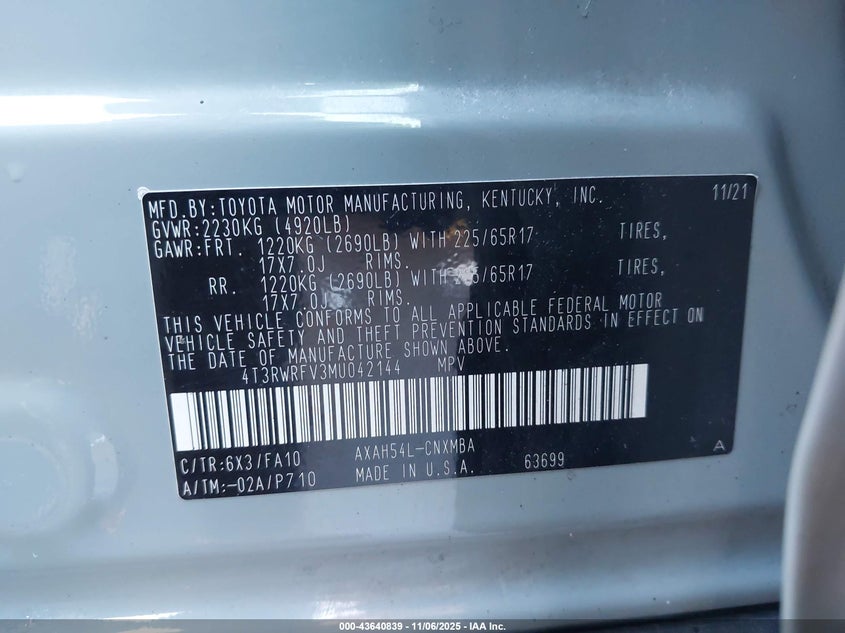 MFD.BY:TOYOTA MOTOR MANUFACTURING, KENTUCKY, INC. 11/21
GVWR:2230KG (4920LB)
GAWR:FRT. 1220KG (2690LB) WITH 225/65R17 TIRES,
17X7.0J RIMS.
RR. 1220KG (2690LB) WITH 225/65R17 TIRES,
17X7.0J RIMS.
THIS VEHICLE CONFORMS TO ALL APPLICABLE FEDERAL MOTOR
VEHICLE SAFETY AND THEFT PREVENTION STANDARDS IN EFFECT ON
THE DATE OF MANUFACTURE SHOWN ABOVE.
4T3RWRFV3MU042144 MPV
C/TR:6X3/FA10 AXAH54L-CNXMBA
A/TM:-02A/P710 MADE IN U.S.A. 63699 A
000-43640839 - 11/06/2025 - IAA Inc.